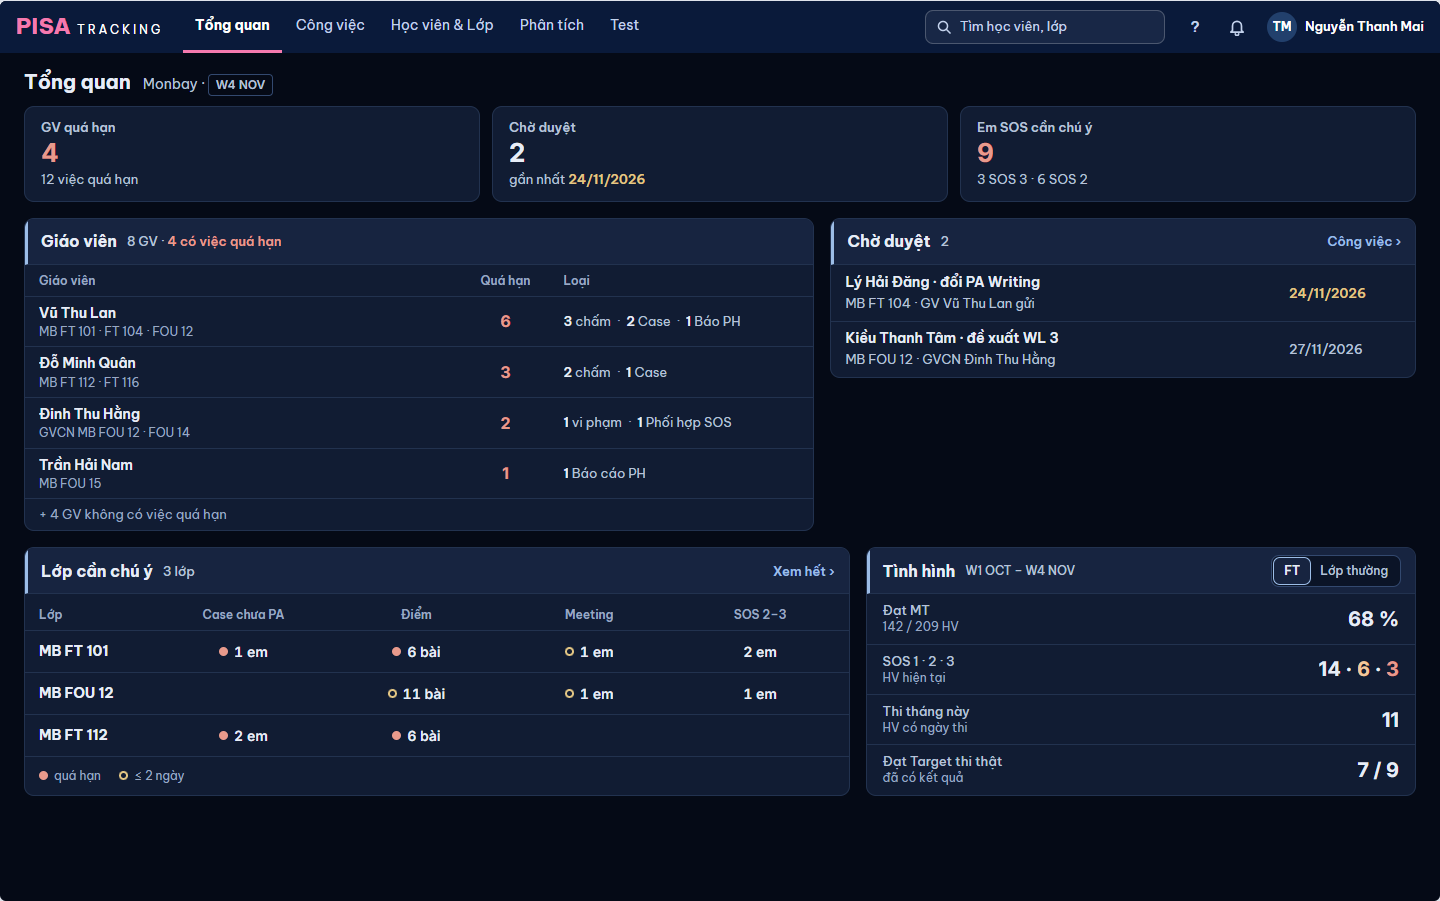 PISA TRACKING Tổng quan Công việc Học viên & Lớp Phân tích Test Tìm học viên, lớp ? TM Nguyễn Thanh Mai
Tổng quan Monbay · W4 NOV
GV quá hạn
4
12 việc quá hạn
Chờ duyệt
2
gần nhất 24/11/2026
Em SOS cần chú ý
9
3 SOS 3 · 6 SOS 2
Giáo viên 8 GV · 4 có việc quá hạn
Giáo viên Quá hạn Loại
Vũ Thu Lan
MB FT 101 · FT 104 · FOU 12
6 3 chấm · 2 Case · 1 Báo PH
Đỗ Minh Quân
MB FT 112 · FT 116
3 2 chấm · 1 Case
Đinh Thu Hằng
GVCN MB FOU 12 · FOU 14
2 1 vi phạm · 1 Phối hợp SOS
Trần Hải Nam
MB FOU 15
1 1 Báo cáo PH
+ 4 GV không có việc quá hạn
Chờ duyệt 2 Công việc ›
Lý Hải Đăng · đổi PA Writing
MB FT 104 · GV Vũ Thu Lan gửi
24/11/2026
Kiều Thanh Tâm · đề xuất WL 3
MB FOU 12 · GVCN Đinh Thu Hằng
27/11/2026
Lớp cần chú ý 3 lớp Xem hết ›
Lớp Case chưa PA Điểm Meeting SOS 2–3
MB FT 101 1 em 6 bài 1 em 2 em
MB FOU 12 11 bài 1 em 1 em
MB FT 112 2 em 6 bài
quá hạn ≤ 2 ngày
Tình hình W1 OCT – W4 NOV FT Lớp thường
Đạt MT
142 / 209 HV
68 %
SOS 1 · 2 · 3
HV hiện tại
14 · 6 · 3
Thi tháng này
HV có ngày thi
11
Đạt Target thi thật
đã có kết quả
7 / 9